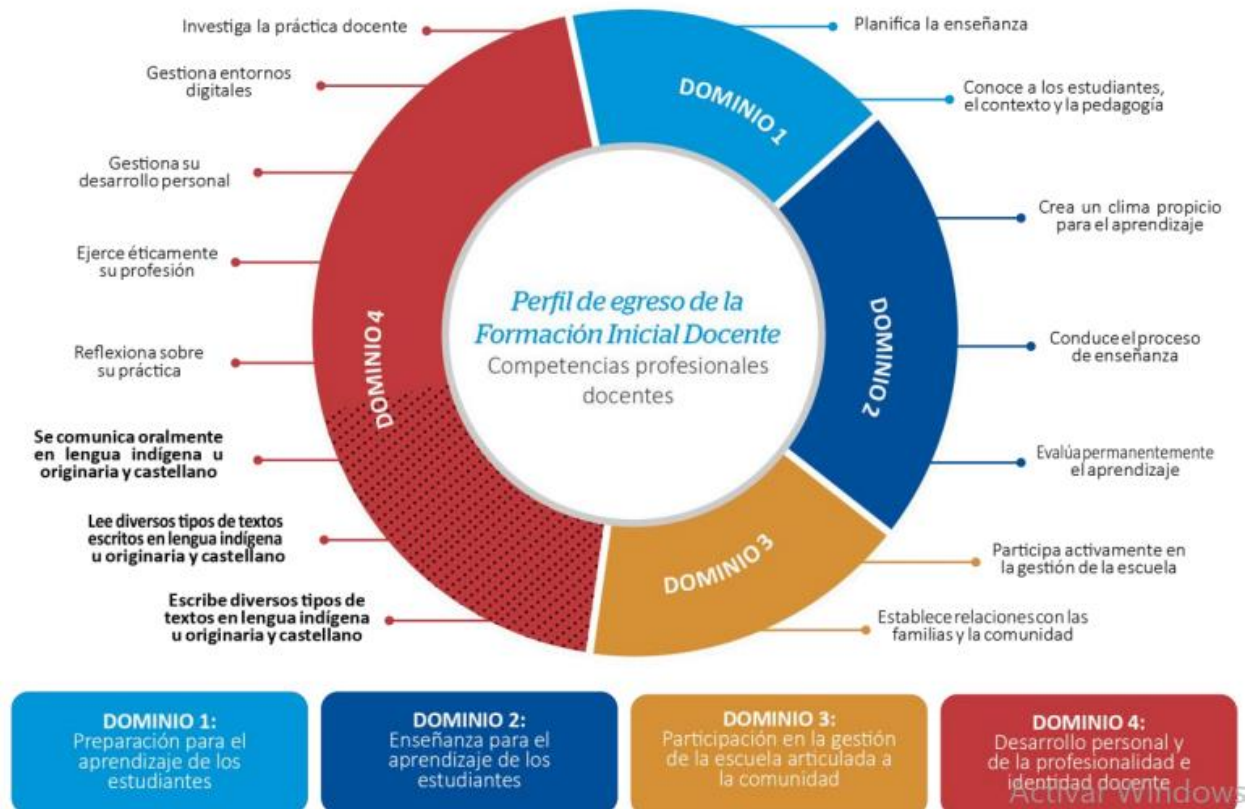 Investiga la práctica docente
Gestiona entornos
digitales
Gestiona su
desarrollo personal
Ejerce éticamente
su profesión
Reflexiona sobre
su práctica
Se comunica oralmente
en lengua indígena u
originaria y castellano
Lee diversos tipos de textos
escritos en lengua indígena
u originaria y castellano
Escribe diversos tipos de
textos en lengua indígena
u originaria y castellano
Planifica la enseñanza
Conoce a los estudiantes,
el contexto y la pedagogía
Crea un clima propicio
para el aprendizaje
Conduce el proceso
de enseñanza
Evalúa permanentemente
el aprendizaje
Participa activamente en
la gestión de la escuela
Establece relaciones con las
familias y la comunidad
DOMINIO 1
DOMINIO 2
DOMINIO 3
DOMINIO 4
Perfil de egreso de la
Formación Inicial Docente
Competencias profesionales
docentes
DOMINIO 1:
Preparación para el
aprendizaje de los
estudiantes
DOMINIO 2:
Enseñanza para el
aprendizaje de los
estudiantes
DOMINIO 3:
Participación en la gestión
de la escuela articulada a
la comunidad
DOMINIO 4:
Desarrollo personal y
de la profesionalidad e
identidad docente
Activar Windows